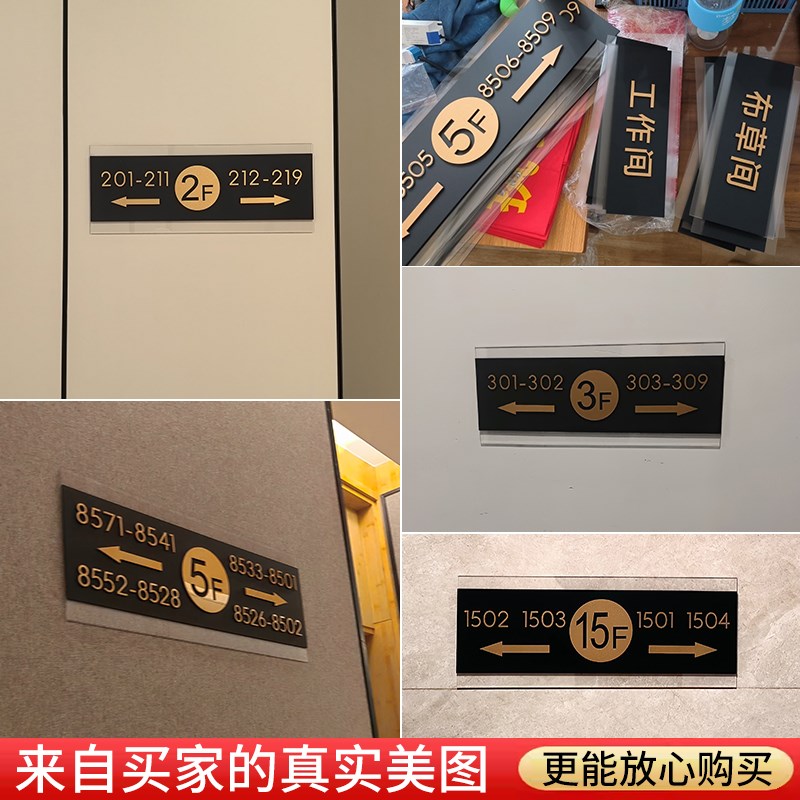 201-211 2F 212-219
09
8506-8509
5F
8505
工作间
布草间
301-302 3F 303-309
8571-8541
8533-8501
5F
8552-8528
8526-8502
1502 1503 15F 1501 1504
来自买家的真实美图
更能放心购买